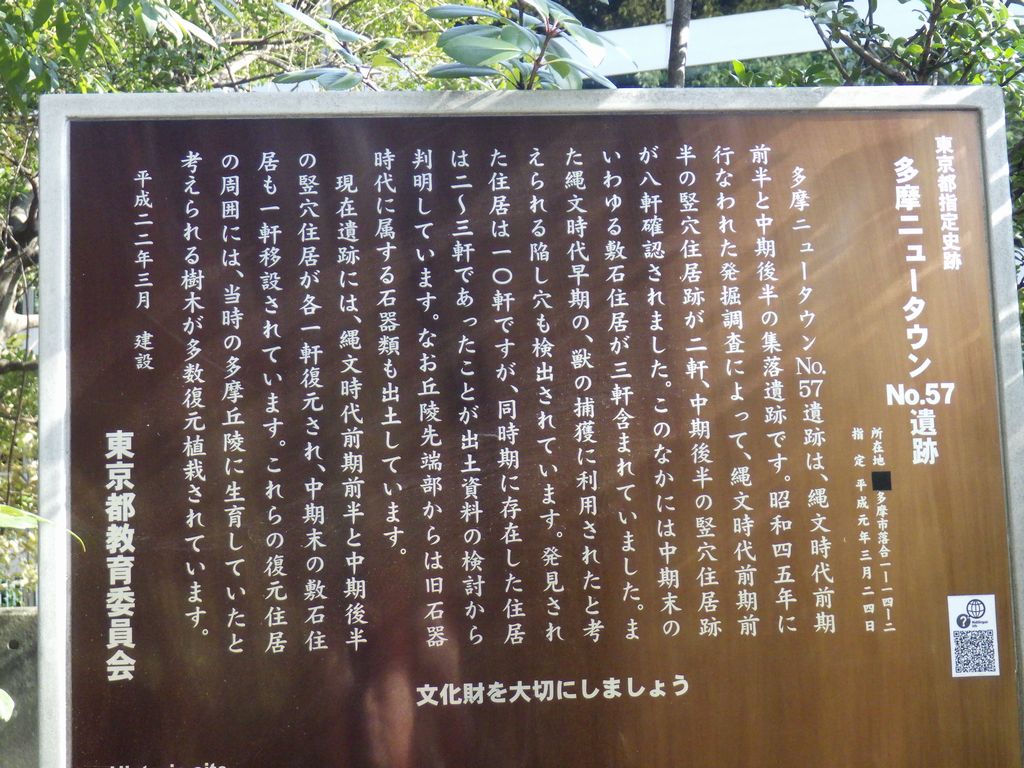 東京都指定史跡
多摩ニュータウンNo.57遺跡
所在地 ■多摩市落合一ー一四ー二
指定 平成元年三月二四日
多摩ニュータウンNo.57遺跡は、縄文時代前期
前半と中期後半の集落遺跡です。昭和四五年に
行なわれた発掘調査によって、縄文時代前期前
半の竪穴住居跡が二軒、中期後半の竪穴住居跡
が八軒確認されました。このなかには中期末の
いわゆる敷石住居が三軒含まれていました。ま
た縄文時代早期の、獣の捕獲に利用されたと考
えられる陥し穴も検出されています。発見され
た住居は一〇軒ですが、同時期に存在した住居
は二〜三軒であったことが出土資料の検討から
判明しています。なお丘陵先端部からは旧石器
時代に属する石器類も出土しています。
現在遺跡には、縄文時代前期前半と中期後半
の竪穴住居が各一軒復元され、中期末の敷石住
居も一軒移設されています。これらの復元住居
の周囲には、当時の多摩丘陵に生育していたと
考えられる樹木が多数復元植栽されています。
平成二二年三月 建設
東京都教育委員会
文化財を大切にしましょう
Historic site